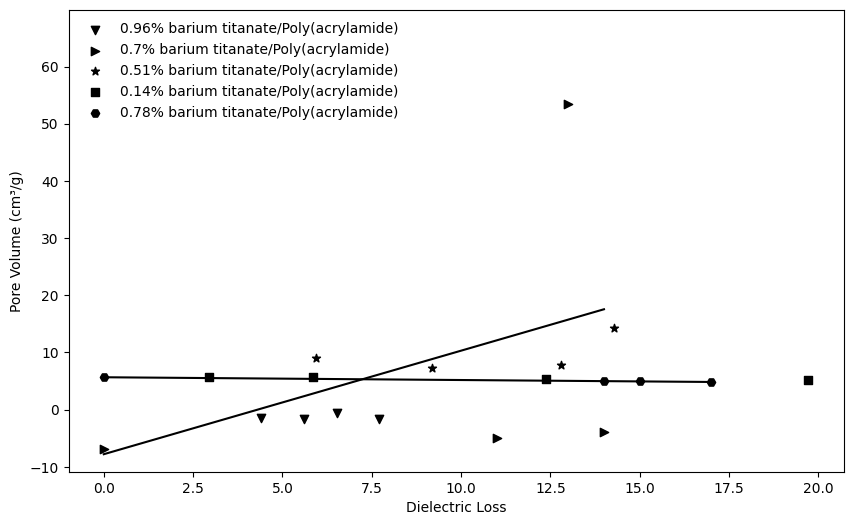 0.96% barium titanate/Poly(acrylamide)
0.7% barium titanate/Poly(acrylamide)
0.51% barium titanate/Poly(acrylamide)
0.14% barium titanate/Poly(acrylamide)
0.78% barium titanate/Poly(acrylamide)
60
50
40
30
20
10
0
−10
Pore Volume (cm³/g)
0.0 2.5 5.0 7.5 10.0 12.5 15.0 17.5 20.0
Dielectric Loss